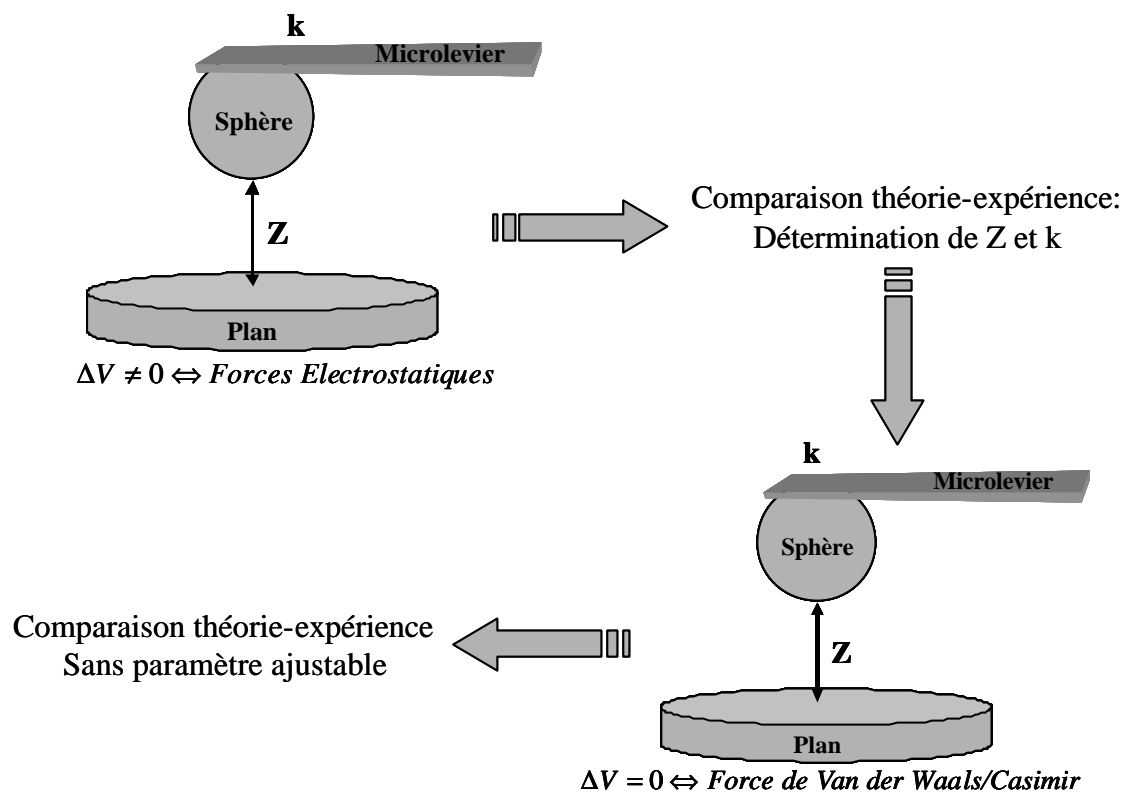 k
Microlevier
Sphère
Z
Plan
ΔV ≠ 0 ⇔ Forces Electrostatiques
Comparaison théorie-expérience:
Détermination de Z et k
k
Microlevier
Sphère
Z
Plan
ΔV = 0 ⇔ Force de Van der Waals/Casimir
Comparaison théorie-expérience
Sans paramètre ajustable